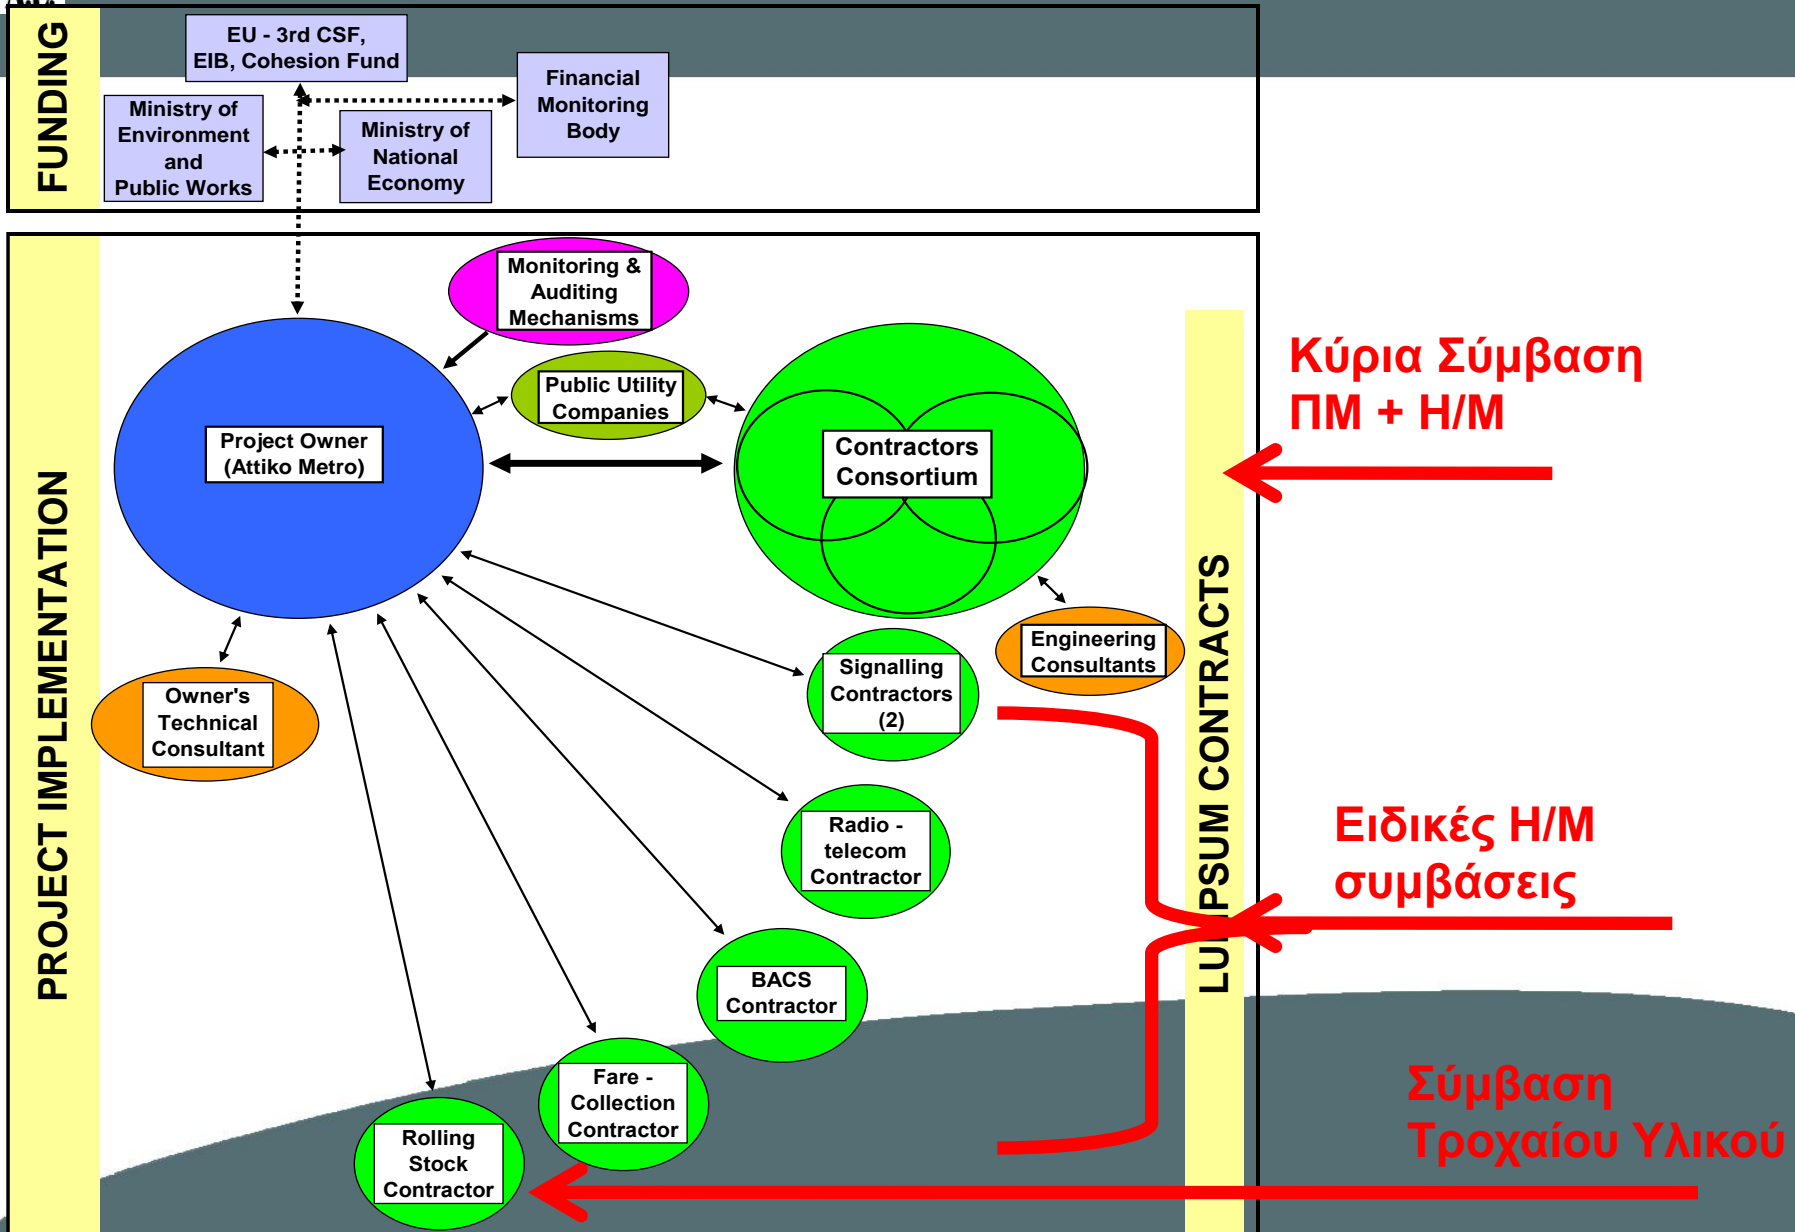 FUNDING
EU - 3rd CSF,
EIB, Cohesion Fund
Financial
Monitoring
Body
Ministry of
Environment
and
Public Works
Ministry of
National
Economy
PROJECT IMPLEMENTATION
Monitoring &
Auditing
Mechanisms
Public Utility
Companies
Project Owner
(Attiko Metro)
Contractors
Consortium
Engineering
Consultants
Owner's
Technical
Consultant
Signalling
Contractors
(2)
Radio -
telecom
Contractor
BACS
Contractor
Fare -
Collection
Contractor
Rolling
Stock
Contractor
LUMPSUM CONTRACTS
Κύρια Σύμβαση
ΠΜ + Η/Μ
Ειδικές Η/Μ
συμβάσεις
Σύμβαση
Τροχαίου Υλικού